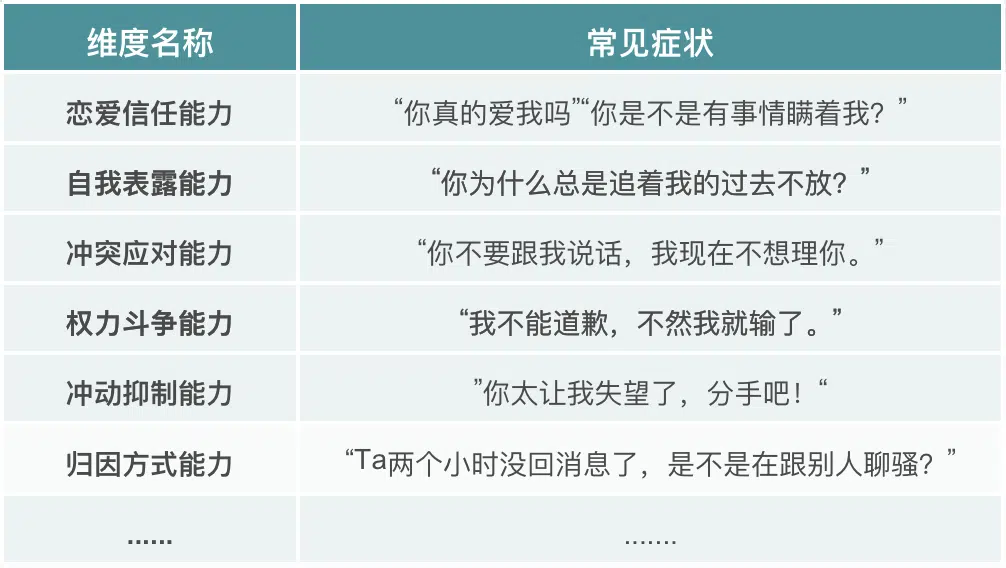 维度名称 常见症状
恋爱信任能力 “你真的爱我吗”“你是不是有事情瞒着我？”
自我表露能力 “你为什么总是追着我的过去不放？”
冲突应对能力 “你不要跟我说话，我现在不想理你。”
权力斗争能力 “我不能道歉，不然我就输了。”
冲动抑制能力 ”你太让我失望了，分手吧！“
归因方式能力 “Ta两个小时没回消息了，是不是在跟别人聊骚？”
...... .......